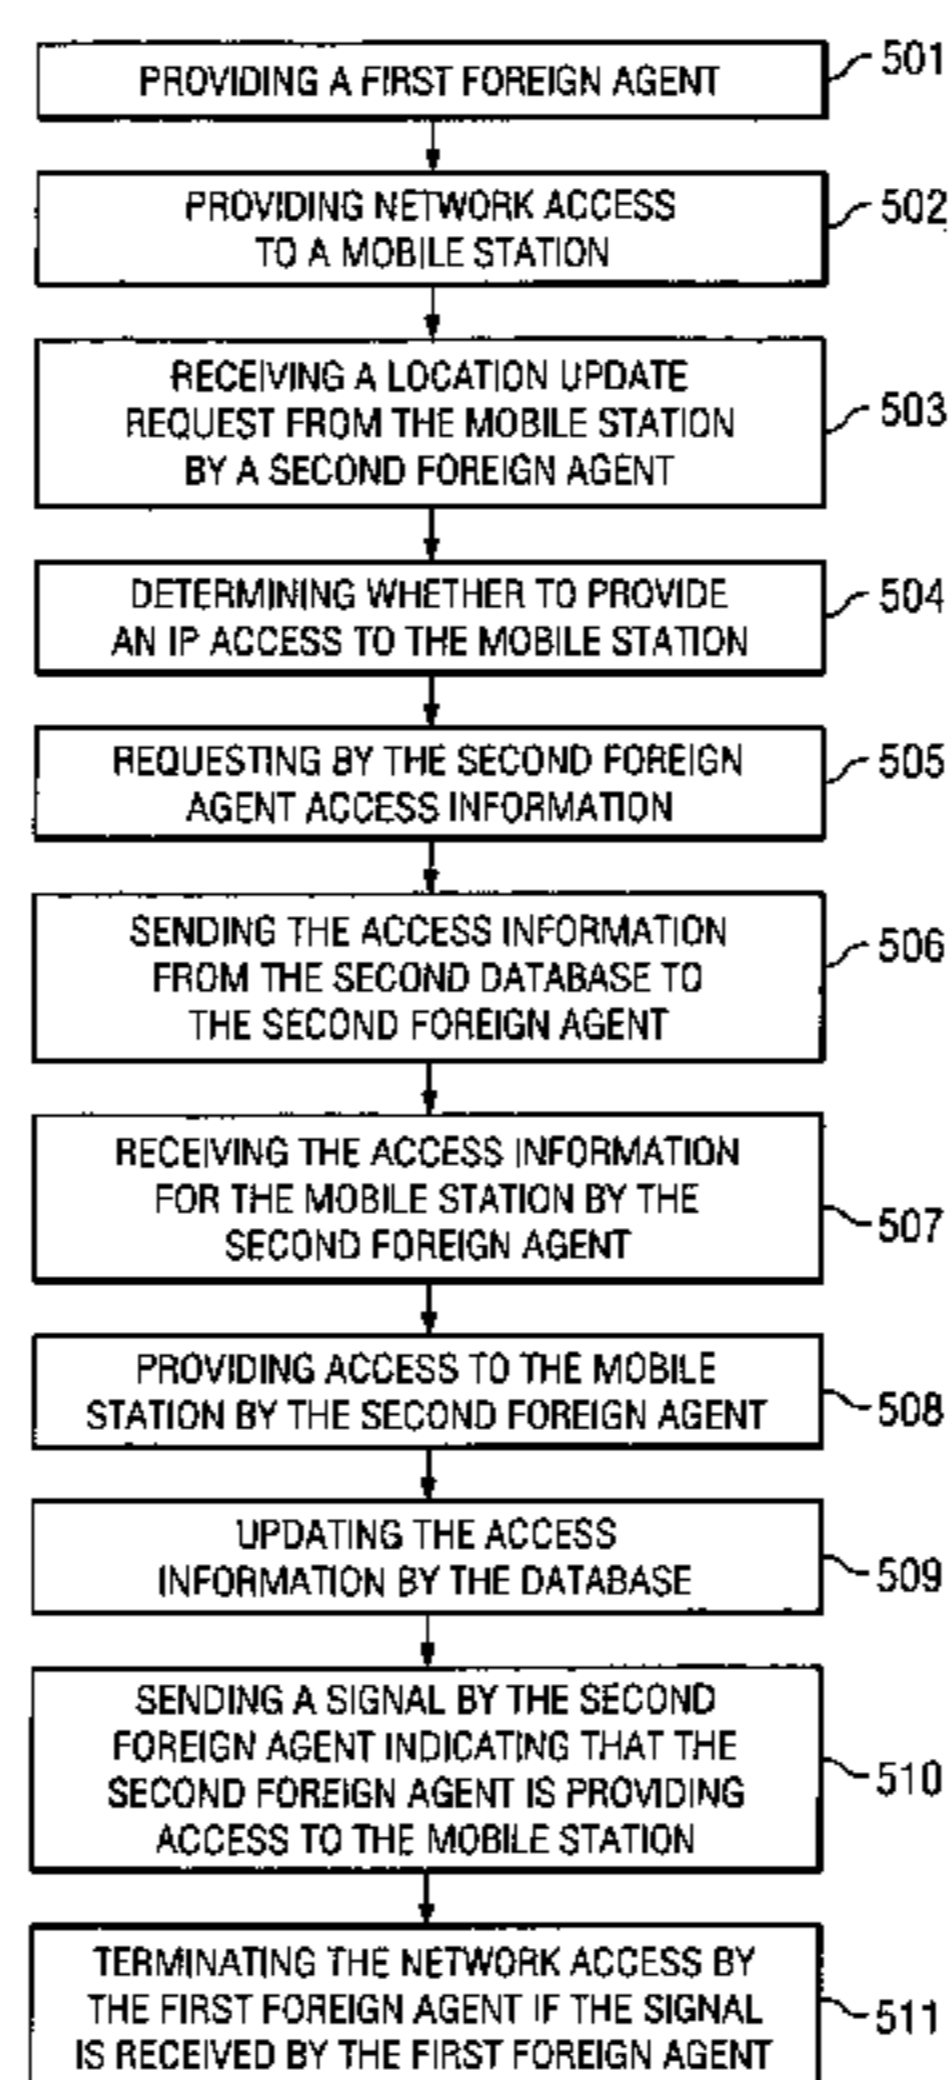 PROVIDING A FIRST FOREIGN AGENT
501
PROVIDING NETWORK ACCESS
TO A MOBILE STATION
502
RECEIVING A LOCATION UPDATE
REQUEST FROM THE MOBILE STATION
BY A SECOND FOREIGN AGENT
503
DETERMINING WHETHER TO PROVIDE
AN IP ACCESS TO THE MOBILE STATION
504
REQUESTING BY THE SECOND FOREIGN
AGENT ACCESS INFORMATION
505
SENDING THE ACCESS INFORMATION
FROM THE SECOND DATABASE TO
THE SECOND FOREIGN AGENT
506
RECEIVING THE ACCESS INFORMATION
FOR THE MOBILE STATION BY THE
SECOND FOREIGN AGENT
507
PROVIDING ACCESS TO THE MOBILE
STATION BY THE SECOND FOREIGN AGENT
508
UPDATING THE ACCESS
INFORMATION BY THE DATABASE
509
SENDING A SIGNAL BY THE SECOND
FOREIGN AGENT INDICATING THAT THE
SECOND FOREIGN AGENT IS PROVIDING
ACCESS TO THE MOBILE STATION
510
TERMINATING THE NETWORK ACCESS BY
THE FIRST FOREIGN AGENT IF THE SIGNAL
IS RECEIVED BY THE FIRST FOREIGN AGENT
511